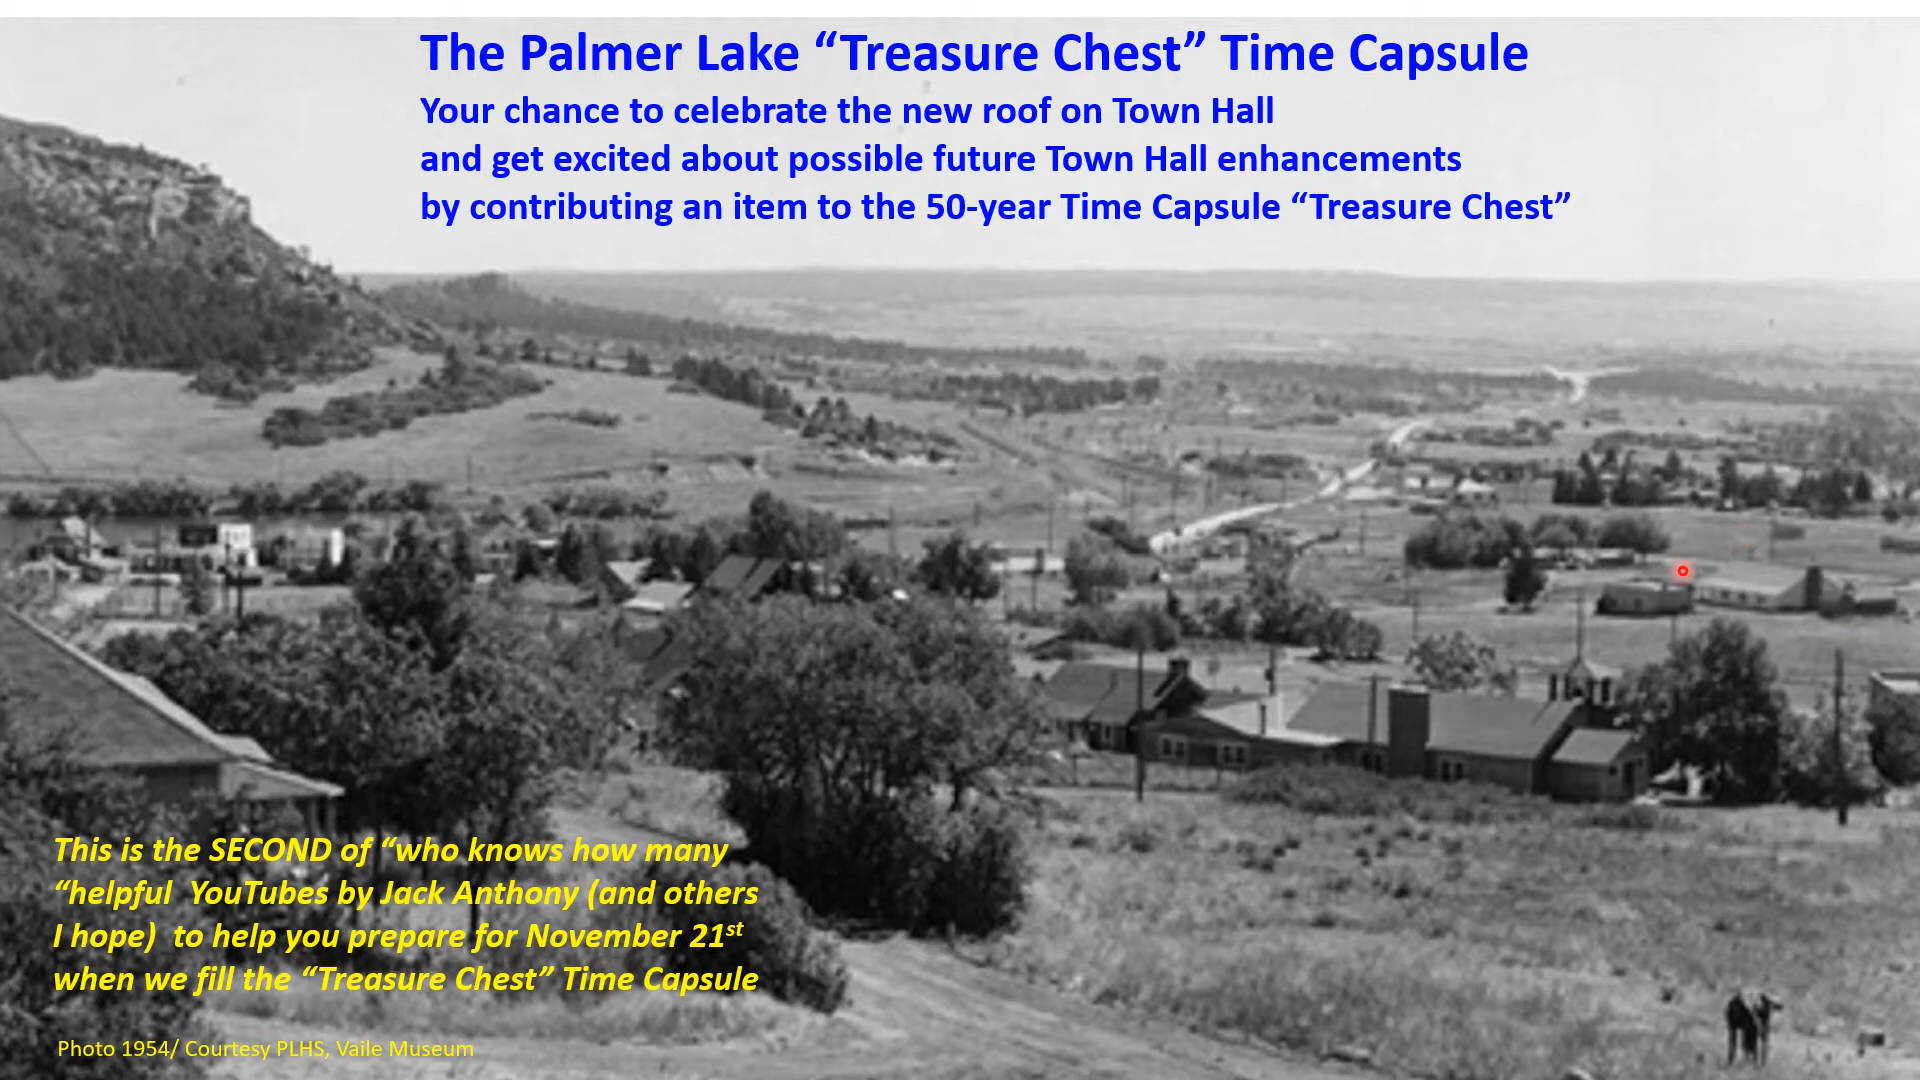 The Palmer Lake “Treasure Chest” Time Capsule
Your chance to celebrate the new roof on Town Hall
and get excited about possible future Town Hall enhancements
by contributing an item to the 50-year Time Capsule “Treasure Chest”
This is the SECOND of “who knows how many
“helpful  YouTubes by Jack Anthony (and others
I hope)  to help you prepare for November 21st
when we fill the “Treasure Chest” Time Capsule
Photo 1954/ Courtesy PLHS, Vaile Museum